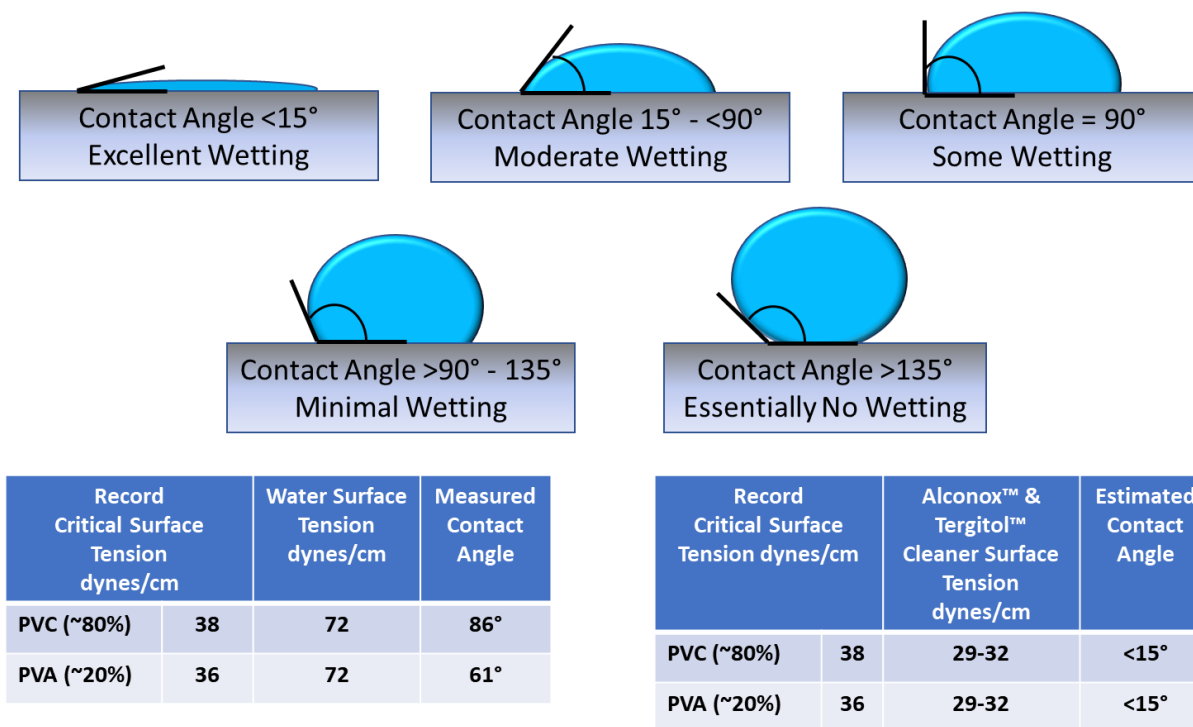 Contact Angle <15°
Excellent Wetting
Contact Angle 15° - <90°
Moderate Wetting
Contact Angle = 90°
Some Wetting
Contact Angle >90° - 135°
Minimal Wetting
Contact Angle >135°
Essentially No Wetting
Record
Critical Surface
Tension
dynes/cm
Water Surface
Tension
dynes/cm
Measured
Contact
Angle
PVC (~80%) 38 72 86°
PVA (~20%) 36 72 61°
Record
Critical Surface
Tension dynes/cm
Alconox™ &
Tergitol™
Cleaner Surface
Tension
dynes/cm
Estimated
Contact
Angle
PVC (~80%) 38 29-32 <15°
PVA (~20%) 36 29-32 <15°